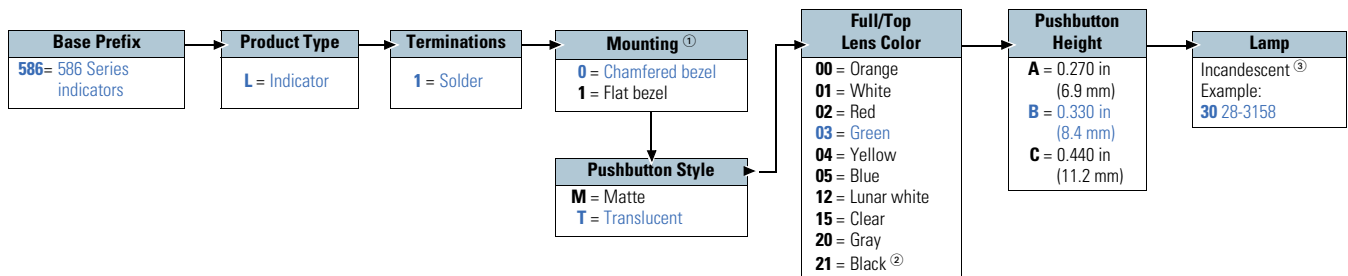 Base Prefix
586= 586 Series
indicators
Product Type
L = Indicator
Terminations
1 = Solder
Mounting ①
0 = Chamfered bezel
1 = Flat bezel
Pushbutton Style
M = Matte
T = Translucent
Full/Top
Lens Color
00 = Orange
01 = White
02 = Red
03 = Green
04 = Yellow
05 = Blue
12 = Lunar white
15 = Clear
20 = Gray
21 = Black ②
Pushbutton
Height
A = 0.270 in
(6.9 mm)
B = 0.330 in
(8.4 mm)
C = 0.440 in
(11.2 mm)
Lamp
Incandescent ③
Example:
30 28-3158